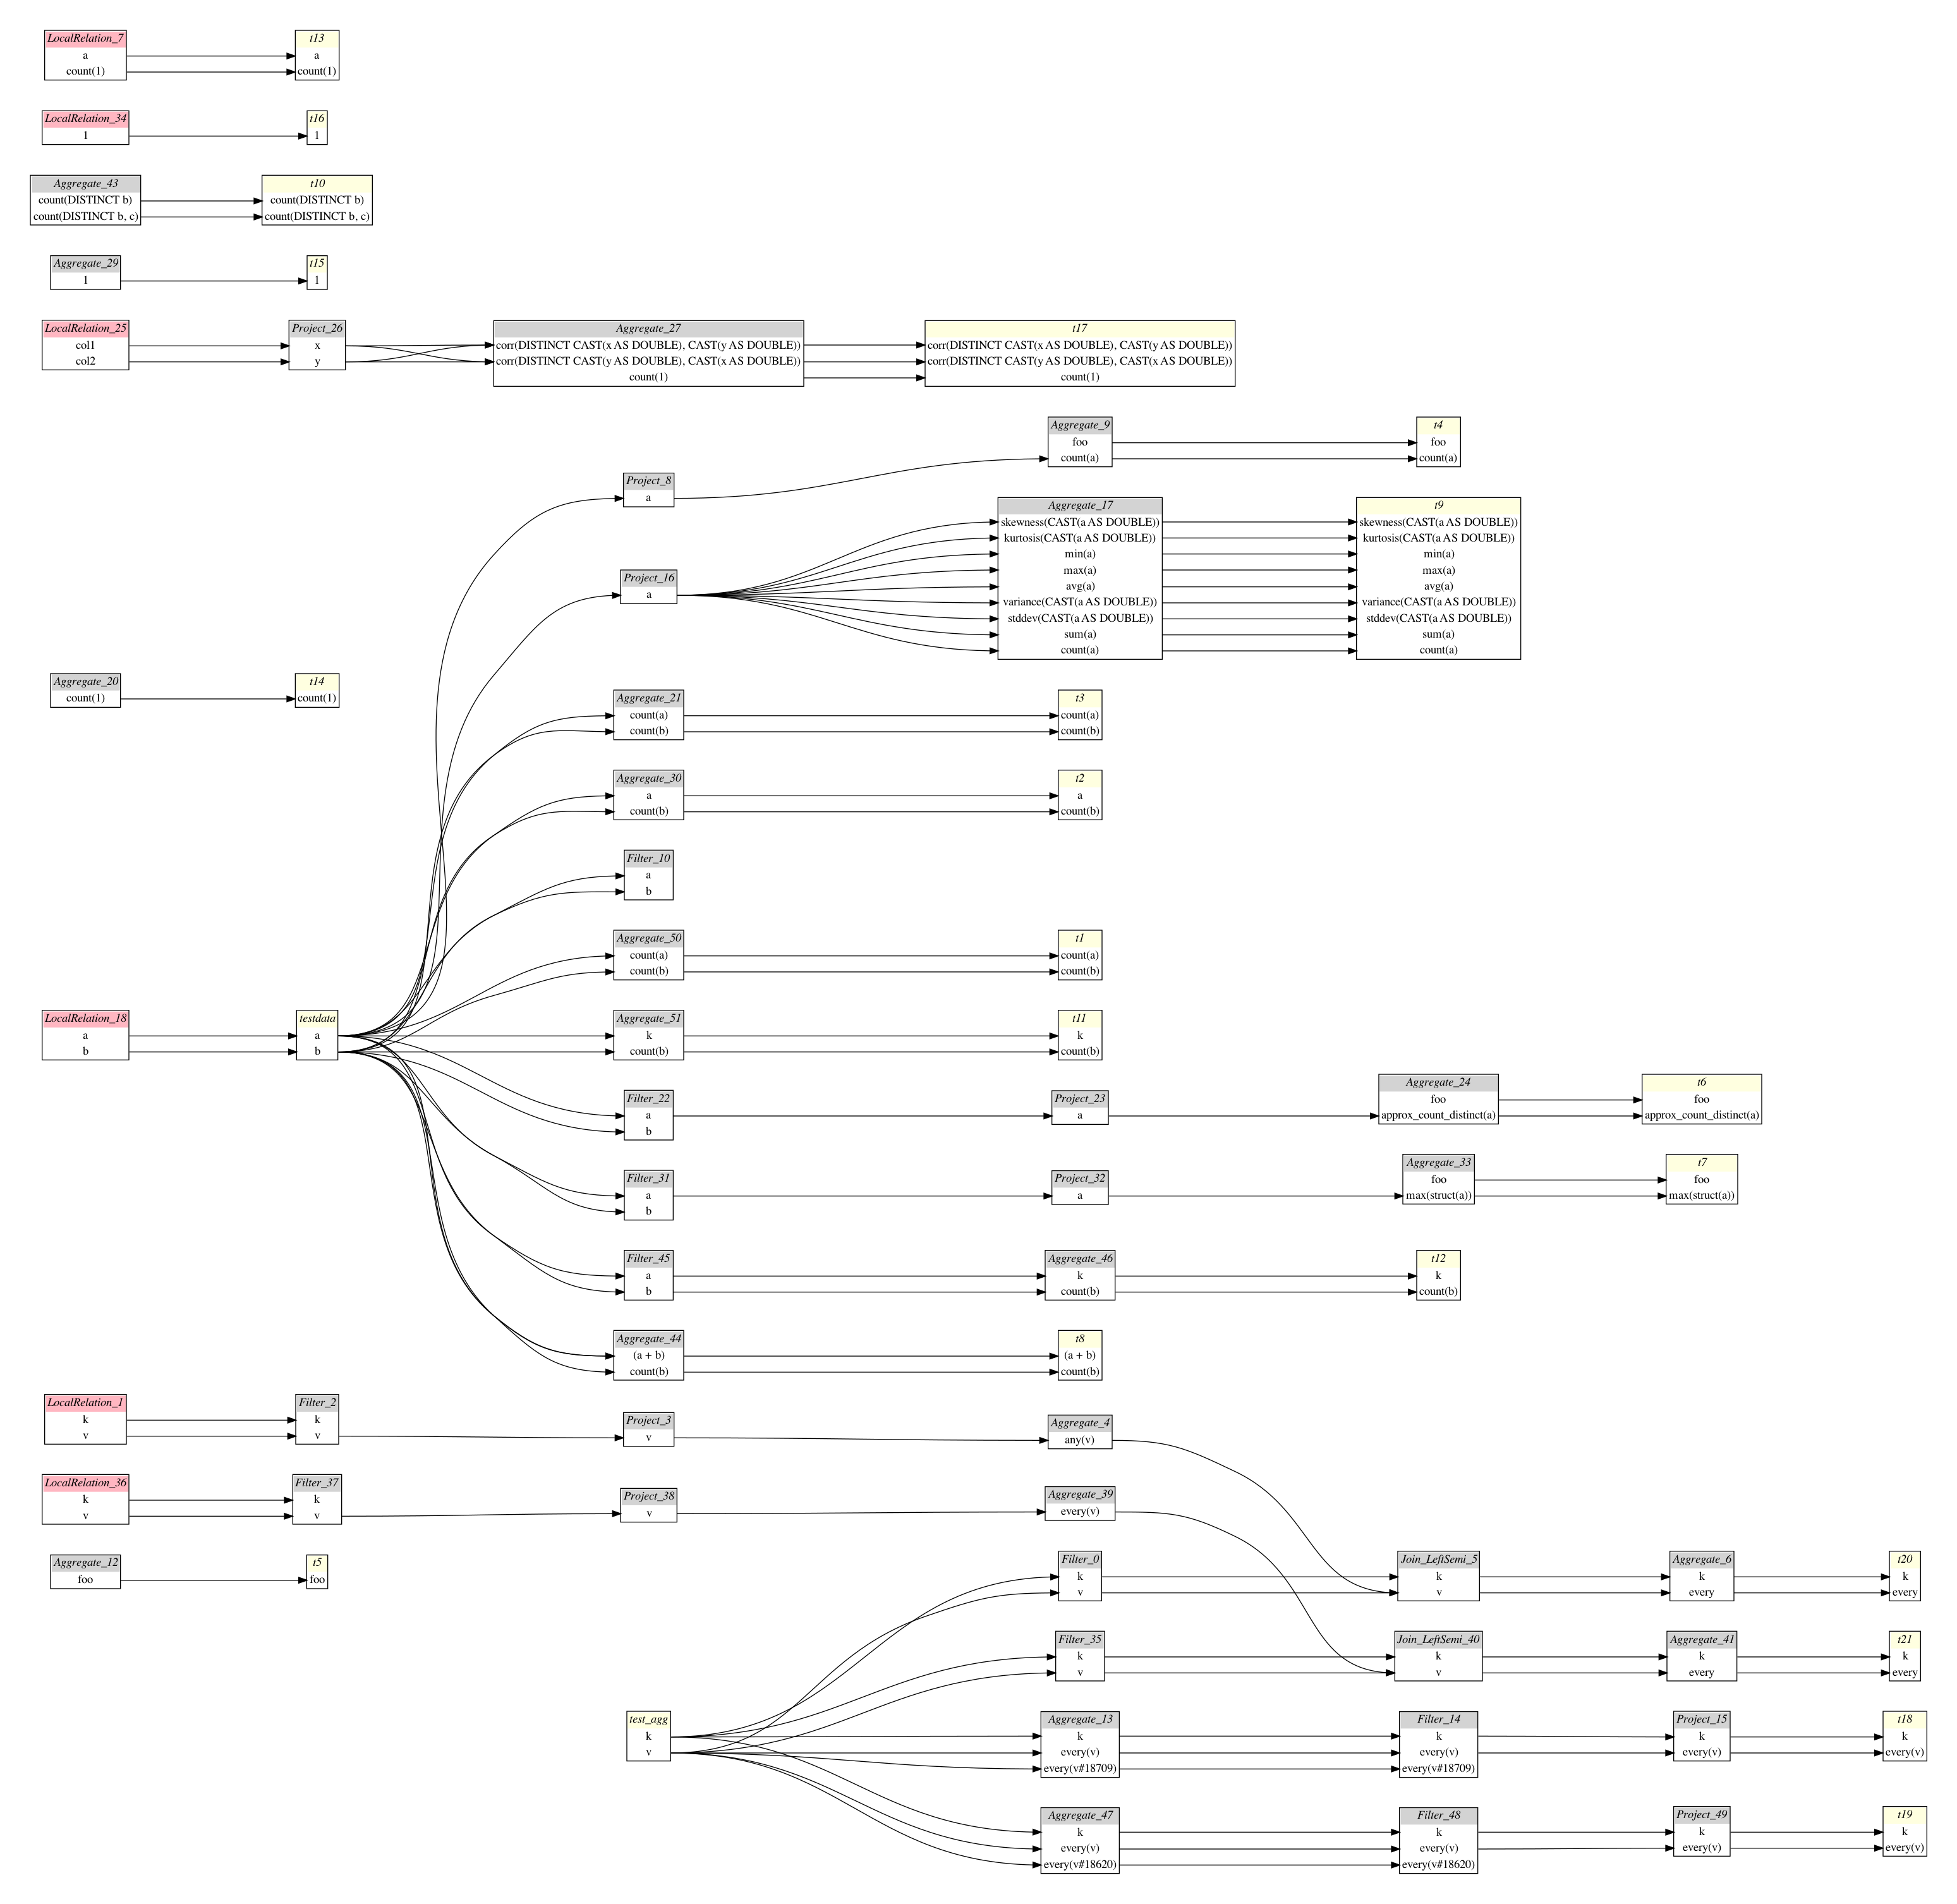 LocalRelation_7
a
count(1)
t13
a
count(1)
LocalRelation_34
1
t16
1
Aggregate_43
count(DISTINCT b)
count(DISTINCT b, c)
t10
count(DISTINCT b)
count(DISTINCT b, c)
Aggregate_29
1
t15
1
LocalRelation_25
col1
col2
Project_26
x
y
Aggregate_27
corr(DISTINCT CAST(x AS DOUBLE), CAST(y AS DOUBLE))
corr(DISTINCT CAST(y AS DOUBLE), CAST(x AS DOUBLE))
count(1)
t17
corr(DISTINCT CAST(x AS DOUBLE), CAST(y AS DOUBLE))
corr(DISTINCT CAST(y AS DOUBLE), CAST(x AS DOUBLE))
count(1)
Project_8
a
Aggregate_9
foo
count(a)
t4
foo
count(a)
Project_16
a
Aggregate_17
skewness(CAST(a AS DOUBLE))
kurtosis(CAST(a AS DOUBLE))
min(a)
max(a)
avg(a)
variance(CAST(a AS DOUBLE))
stddev(CAST(a AS DOUBLE))
sum(a)
count(a)
t9
skewness(CAST(a AS DOUBLE))
kurtosis(CAST(a AS DOUBLE))
min(a)
max(a)
avg(a)
variance(CAST(a AS DOUBLE))
stddev(CAST(a AS DOUBLE))
sum(a)
count(a)
Aggregate_20
count(1)
t14
count(1)
Aggregate_21
count(a)
count(b)
t3
count(a)
count(b)
Aggregate_30
a
count(b)
t2
a
count(b)
Filter_10
a
b
Aggregate_50
count(a)
count(b)
t1
count(a)
count(b)
LocalRelation_18
a
b
testdata
a
b
Aggregate_51
k
count(b)
t11
k
count(b)
Filter_22
a
b
Project_23
a
Aggregate_24
foo
approx_count_distinct(a)
t6
foo
approx_count_distinct(a)
Filter_31
a
b
Project_32
a
Aggregate_33
foo
max(struct(a))
t7
foo
max(struct(a))
Filter_45
a
b
Aggregate_46
k
count(b)
t12
k
count(b)
Aggregate_44
(a + b)
count(b)
t8
(a + b)
count(b)
LocalRelation_1
k
v
Filter_2
k
v
Project_3
v
Aggregate_4
any(v)
LocalRelation_36
k
v
Filter_37
k
v
Project_38
v
Aggregate_39
every(v)
Aggregate_12
foo
t5
foo
Filter_0
k
v
Join_LeftSemi_5
k
v
Aggregate_6
k
every
t20
k
every
Filter_35
k
v
Join_LeftSemi_40
k
v
Aggregate_41
k
every
t21
k
every
test_agg
k
v
Aggregate_13
k
every(v)
every(v#18709)
Filter_14
k
every(v)
every(v#18709)
Project_15
k
every(v)
t18
k
every(v)
Aggregate_47
k
every(v)
every(v#18620)
Filter_48
k
every(v)
every(v#18620)
Project_49
k
every(v)
t19
k
every(v)